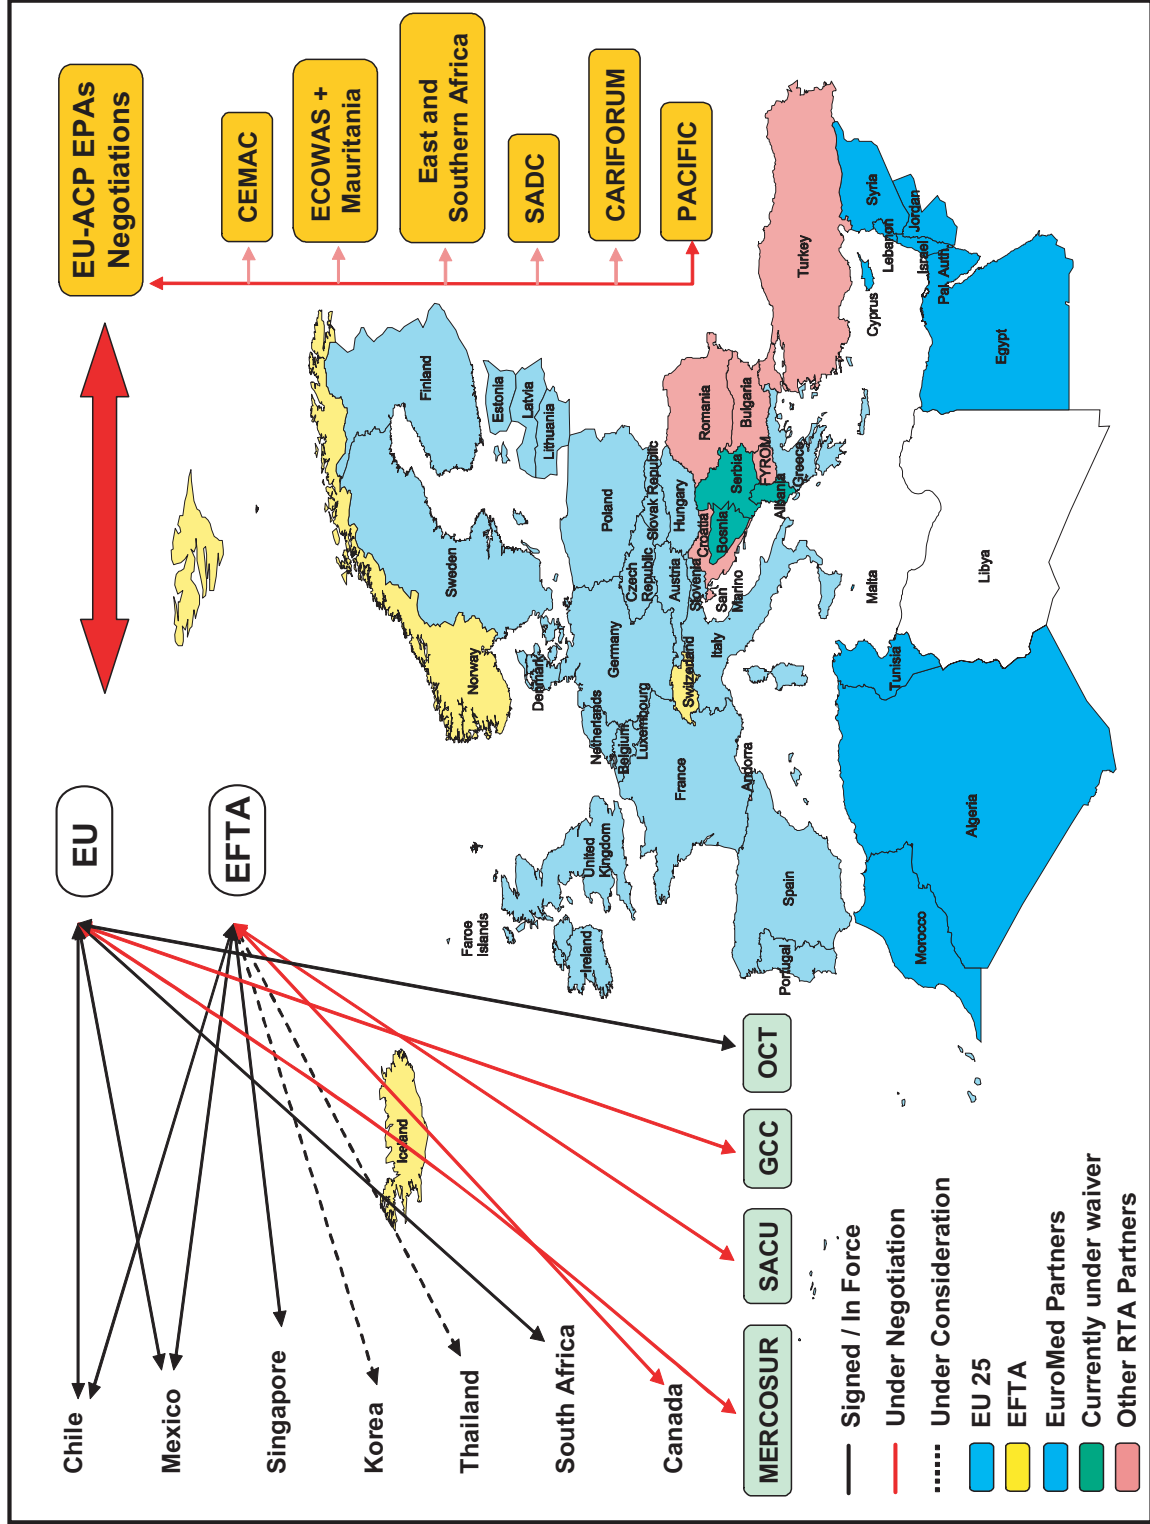 Chile
Mexico
Singapore
Korea
Thailand
South Africa
Canada
MERCOSUR
SACU
GCC
OCT
EU
EFTA
EU-ACP EPAs
Negotiations
CEMAC
ECOWAS +
Mauritania
East and
Southern Africa
SADC
CARIFORUM
PACIFIC
Iceland
Faroe
Islands
Norway
Sweden
Finland
Estonia
Latvia
Lithuania
Denmark
Ireland
United
Kingdom
Netherlands
Belgium
Luxembourg
Germany
Poland
Czech
Republic
Slovak Republic
Austria
Hungary
Switzerland
Slovenia
Croatia
Bosnia
Serbia
Romania
Bulgaria
FYROM
Albania
Greece
Turkey
France
Andorra
Italy
San
Marino
Portugal
Spain
Malta
Cyprus
Syria
Lebanon
Jordan
Israel
Pal. Auth.
Egypt
Libya
Tunisia
Algeria
Morocco
Signed / In Force
Under Negotiation
Under Consideration
EU 25
EFTA
EuroMed Partners
Currently under waiver
Other RTA Partners